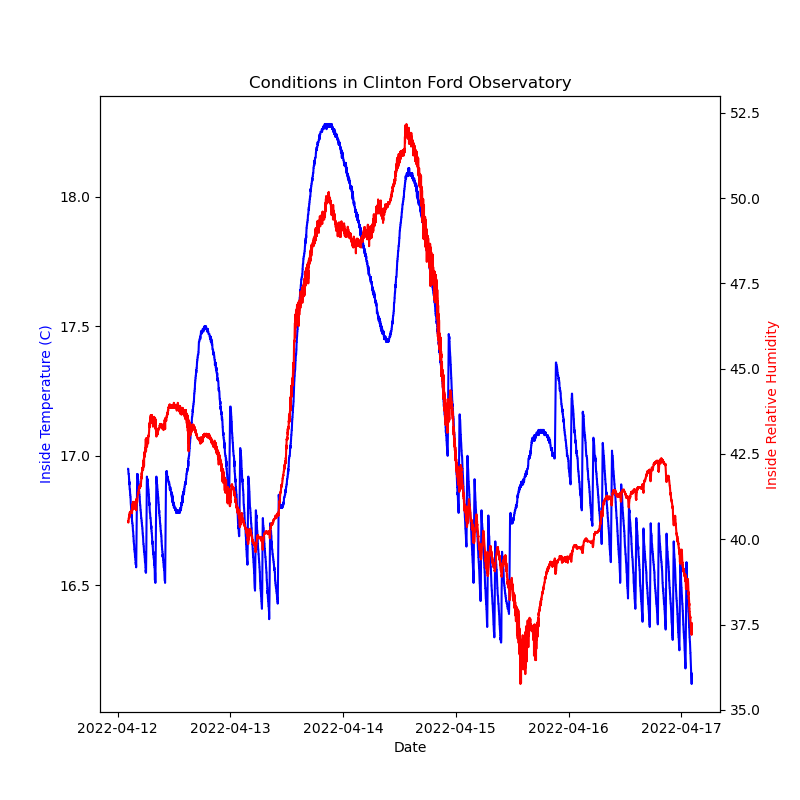 Conditions in Clinton Ford Observatory
18.0
17.5
17.0
16.5
Inside Temperature (C)
52.5
50.0
47.5
45.0
42.5
40.0
37.5
35.0
Inside Relative Humidity
2022-04-12 2022-04-13 2022-04-14 2022-04-15 2022-04-16 2022-04-17
Date